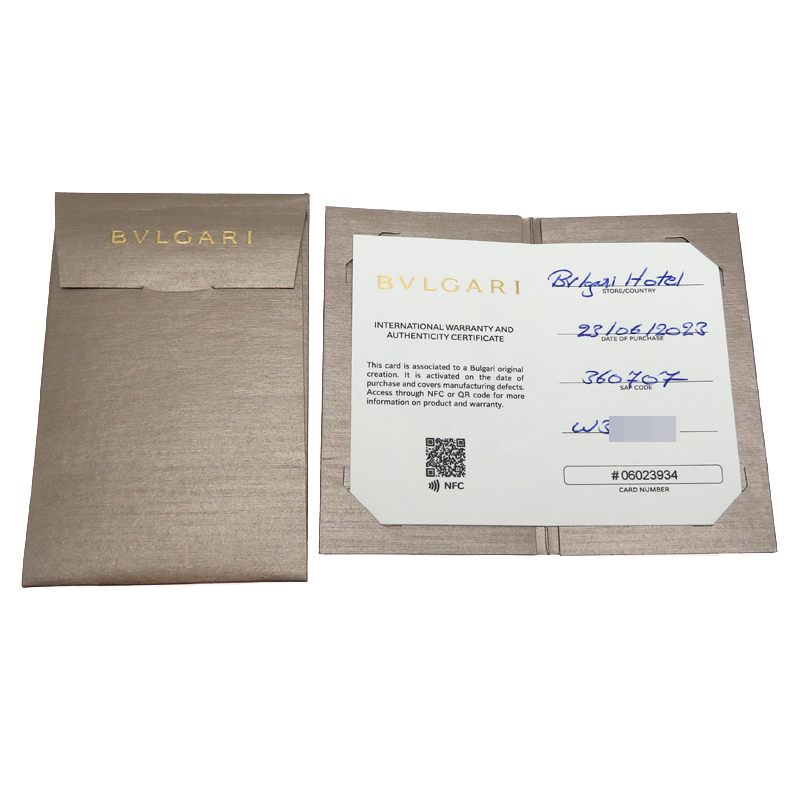 BVLGARI
BVLGARI
INTERNATIONAL WARRANTY AND
AUTHENTICITY CERTIFICATE
This card is associated to a Bulgari original
creation. It is activated on the date of
purchase and covers manufacturing defects.
Access through NFC or QR code for more
information on product and warranty.
NFC
Bvlgari Hotel
STORE/COUNTRY
23/06/2023
DATE OF PURCHASE
360707
SAP CODE
W3
#06023934
CARD NUMBER